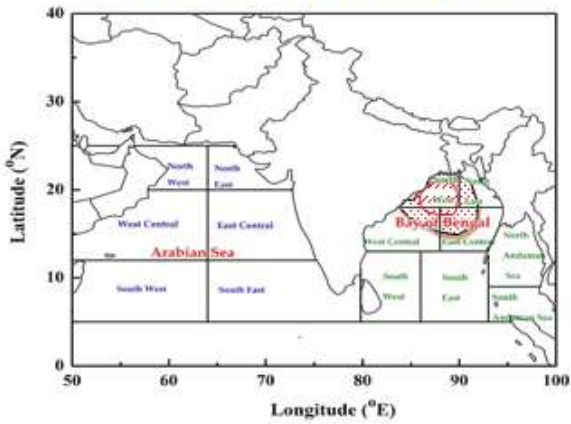 40
30
20
10
0
50
60
70
80
90
100
Latitude (°N)
Longitude (°E)
North
West
North
East
West Central
East Central
Arabian Sea
South West
South East
West
East
Bay of Bengal
West Central
East Central
North
Andaman
Sea
South
West
South
East
South
Andaman Sea